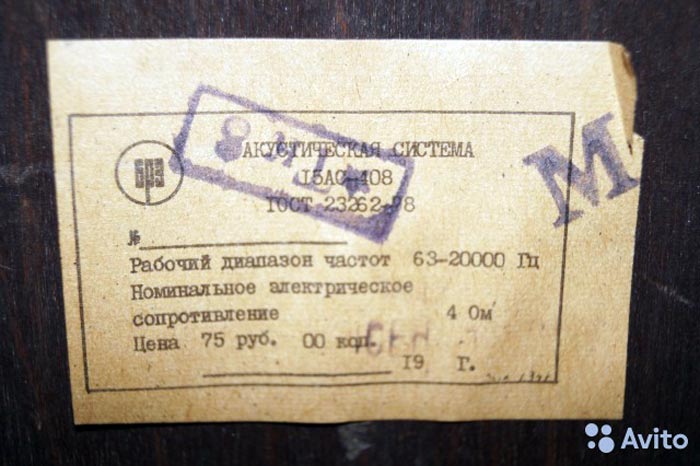 БРЗ
АКУСТИЧЕСКАЯ СИСТЕМА
15АС-408
ГОСТ 23262-78
М
№
Рабочий диапазон частот 63-20000 Гц
Номинальное электрическое
сопротивление 4 Ом
Цена 75 руб. 00 коп.
19 г.
Avito